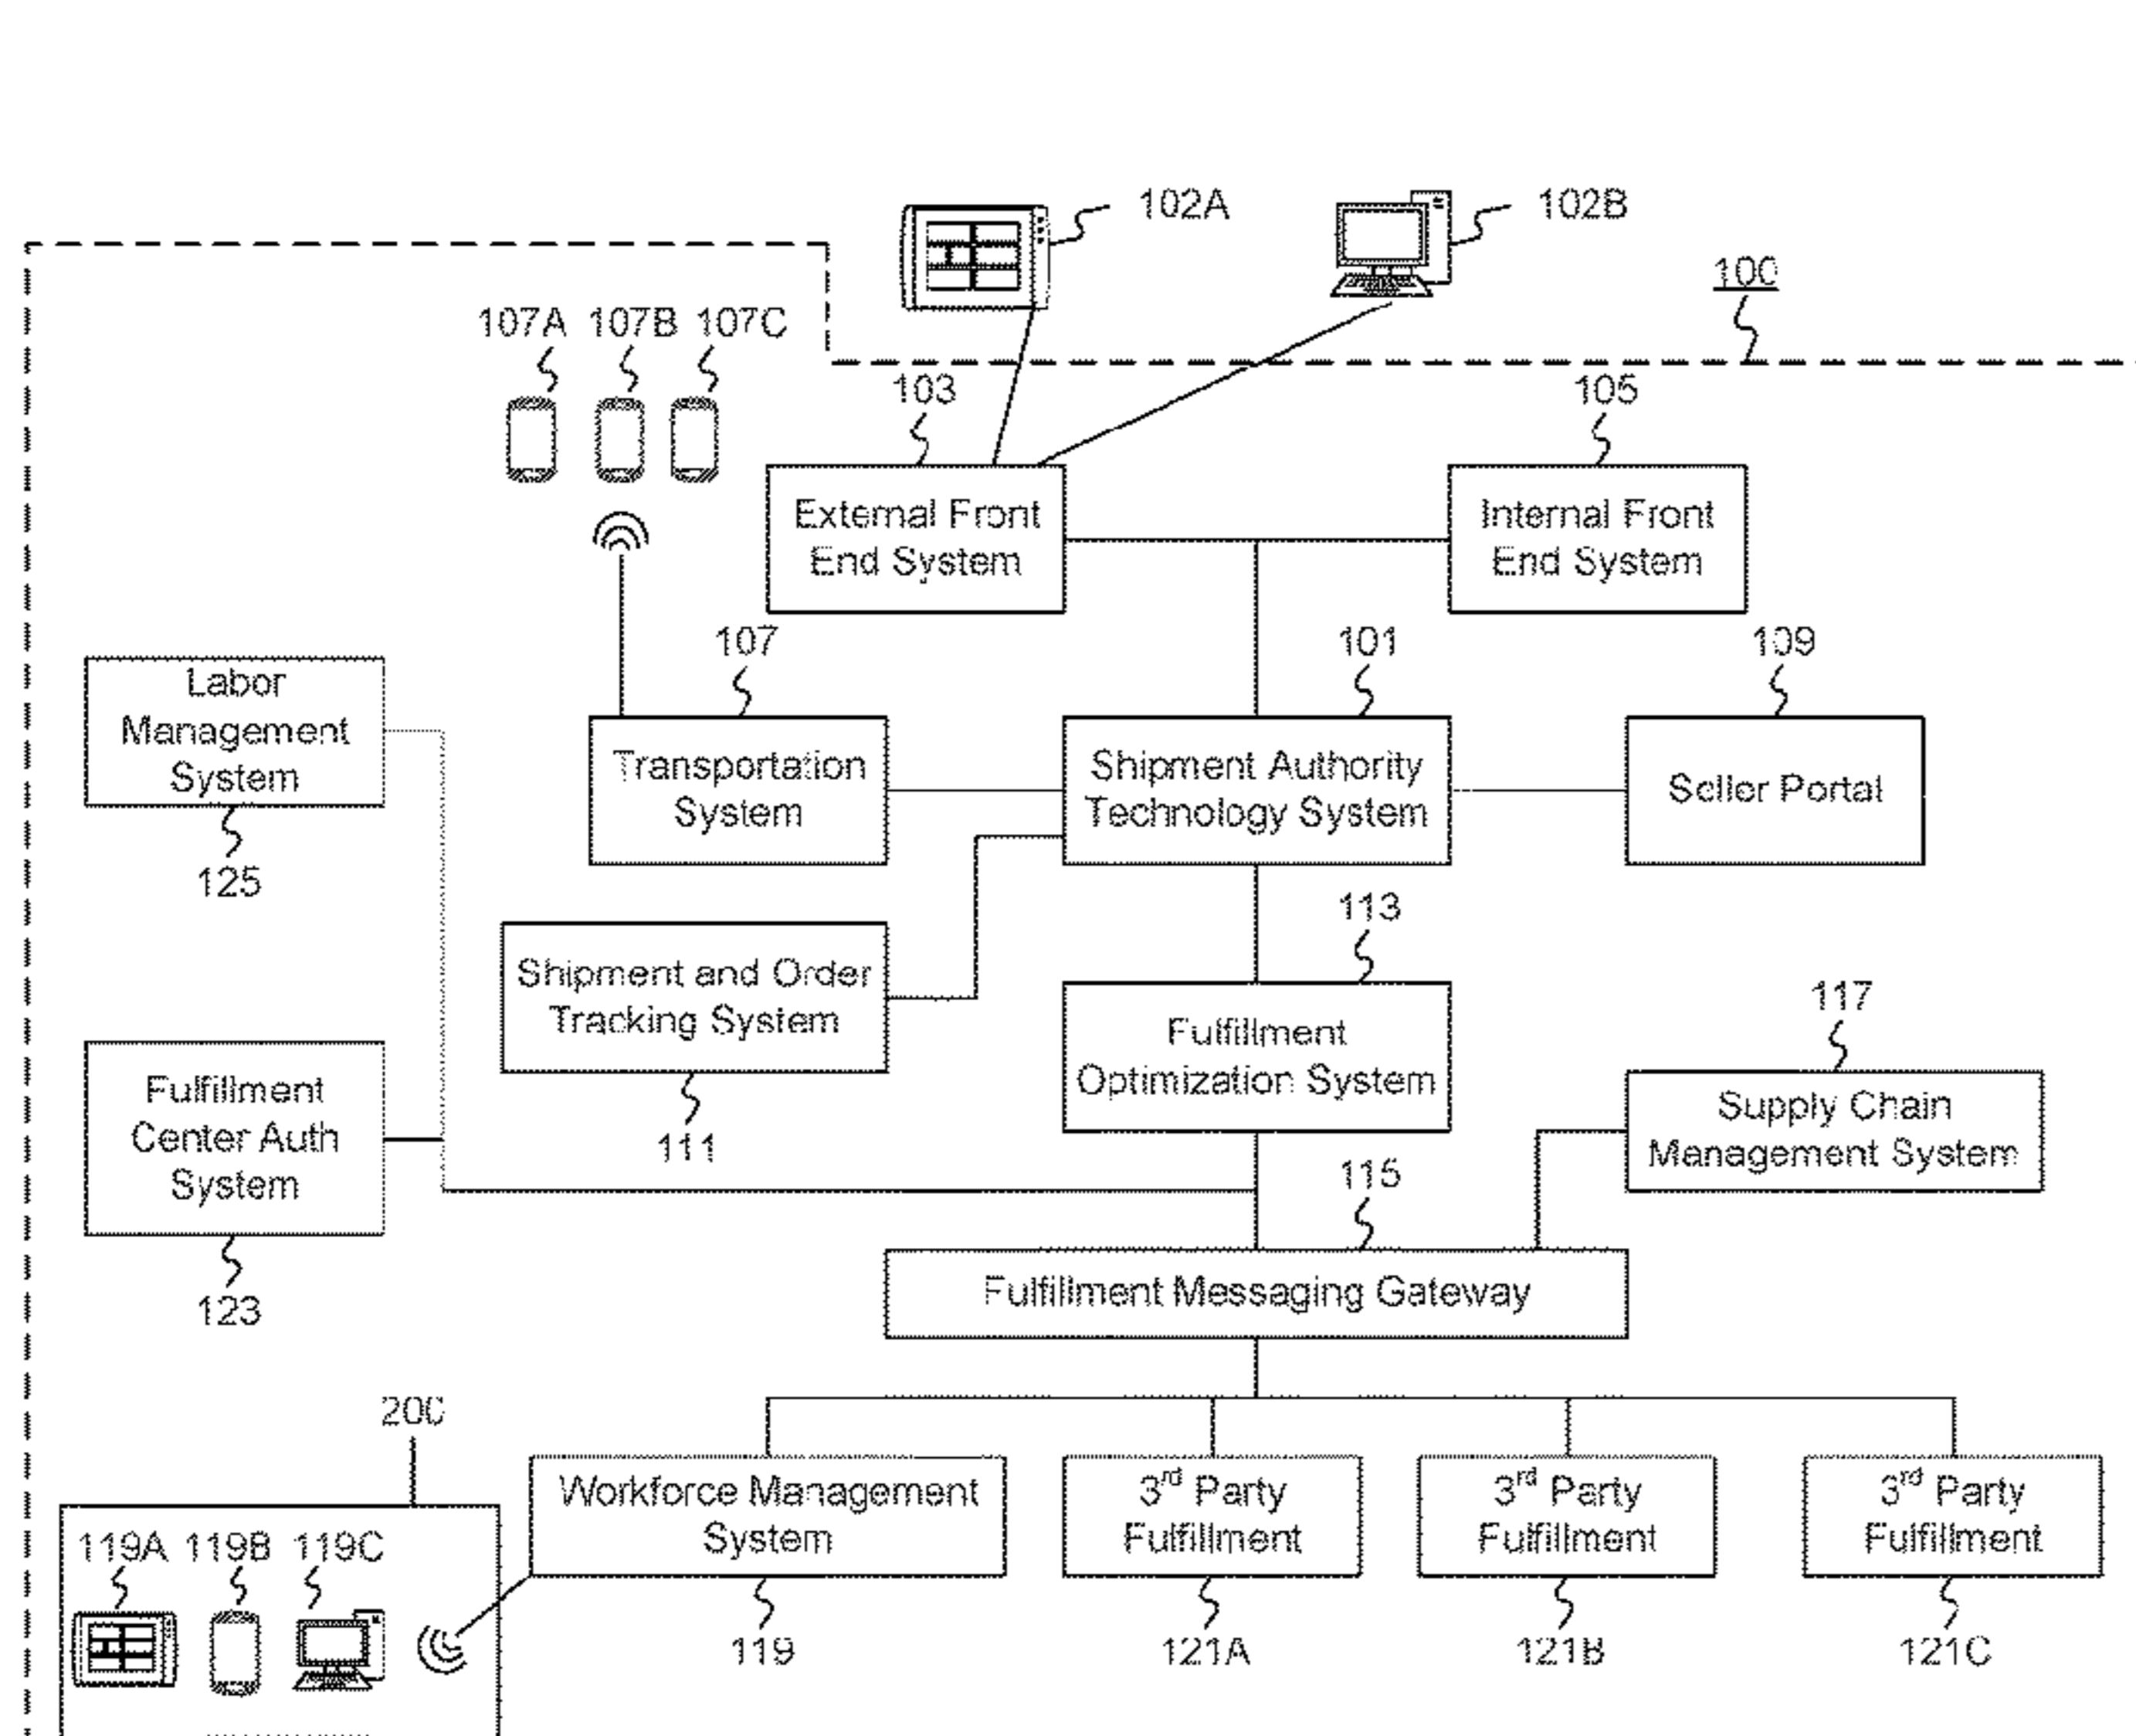 102A
102B
100
107A 107B 107C
103
105
External Front
End System
Internal Front
End System
107
101
109
Labor
Management
System
Transportation
System
Shipment Authority
Technology System
Seller Portal
125
113
Shipment and Order
Tracking System
117
Fulfillment
Optimization System
Fulfillment
Center Auth
System
Supply Chain
Management System
111
115
123
Fulfillment Messaging Gateway
200
Workforce Management
System
3rd Party
Fulfillment
3rd Party
Fulfillment
3rd Party
Fulfillment
119A 119B 119C
119
121A
121B
121C